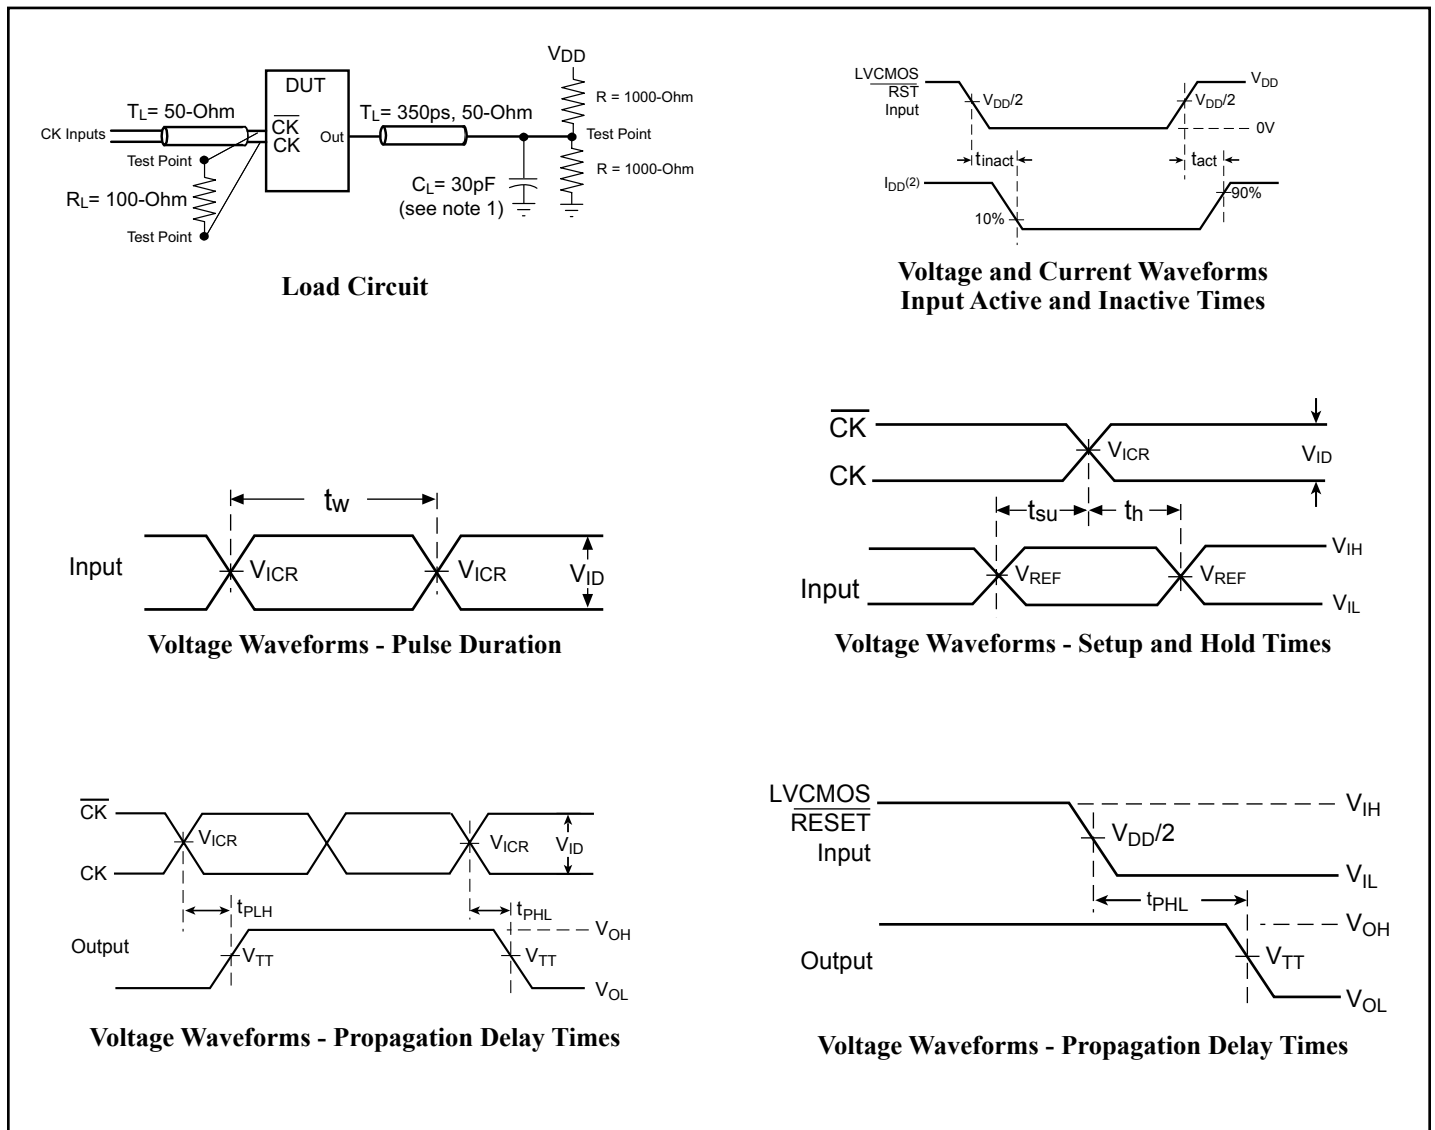 VDD
DUT
R = 1000-Ohm
TL= 50-Ohm
TL= 350ps, 50-Ohm
CK Inputs
CK
CK
Out
Test Point
Test Point
R = 1000-Ohm
CL= 30pF
(see note 1)
RL= 100-Ohm
Test Point
Load Circuit
LVCMOS
RST
Input
VDD
VDD/2
VDD/2
0V
tinact
tact
IDD(2)
90%
10%
Voltage and Current Waveforms
Input Active and Inactive Times
tw
Input
VICR
VICR
VID
Voltage Waveforms - Pulse Duration
CK
VICR
VID
CK
tsu
th
VIH
VREF
VREF
Input
VIL
Voltage Waveforms - Setup and Hold Times
CK
VICR
VICR
VID
CK
tPLH
tPHL
VOH
Output
VTT
VTT
VOL
Voltage Waveforms - Propagation Delay Times
LVCMOS
RESET
Input
VIH
VDD/2
VIL
tPHL
VOH
Output
VTT
VOL
Voltage Waveforms - Propagation Delay Times